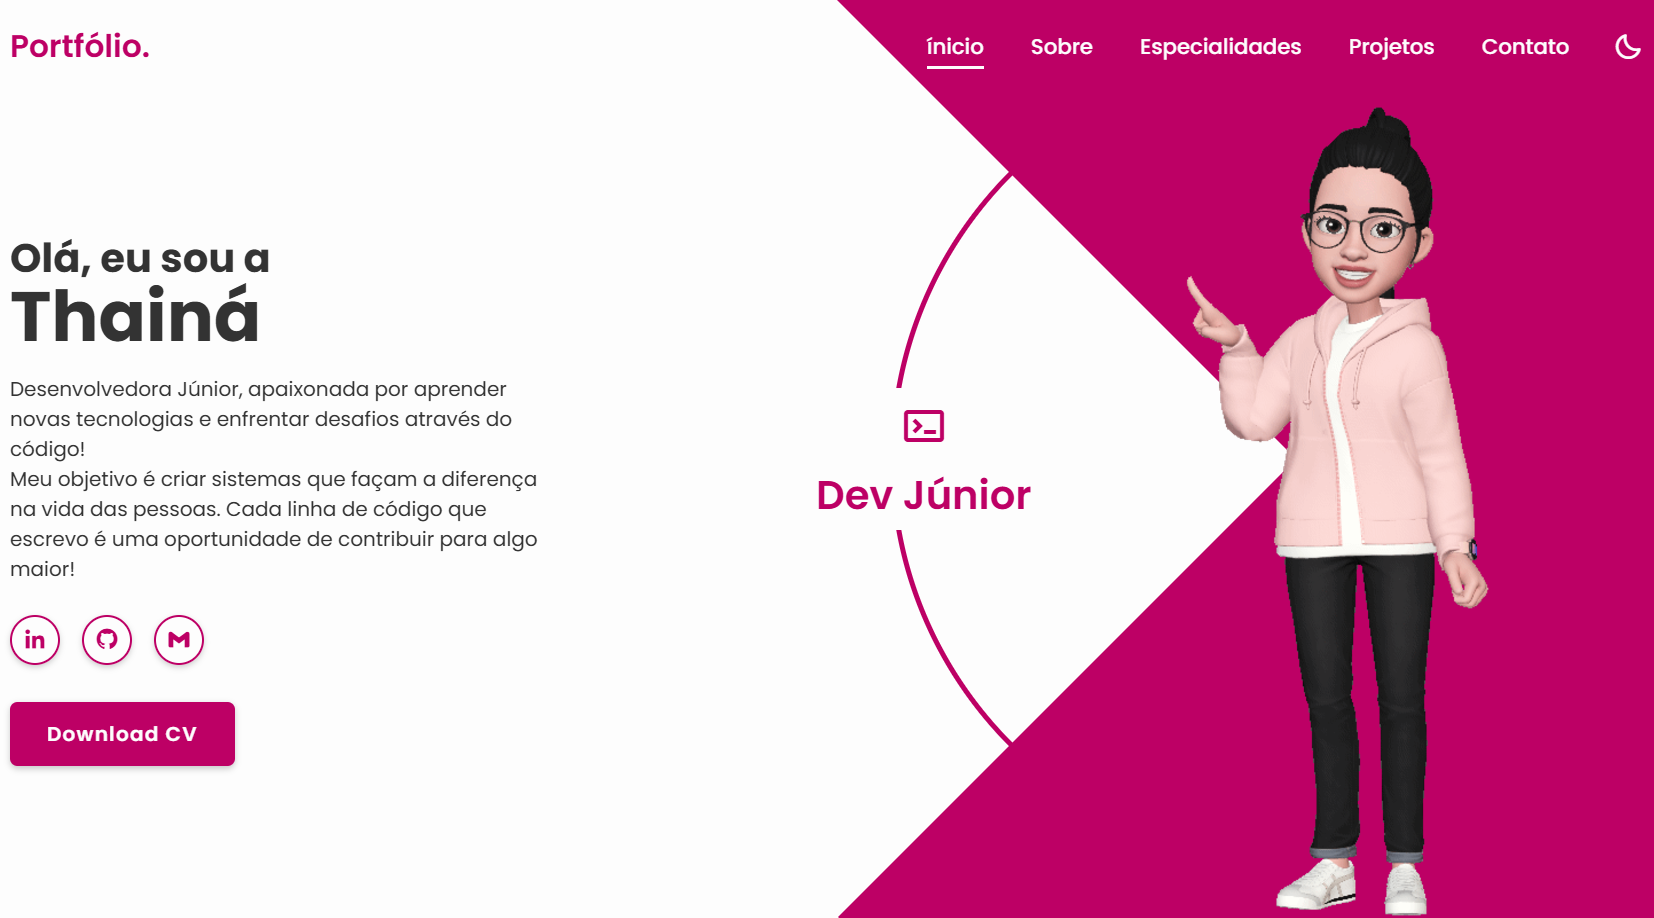 Portfólio.
ínicio Sobre Especialidades Projetos Contato
Olá, eu sou a
Thainá
Desenvolvedora Júnior, apaixonada por aprender
novas tecnologias e enfrentar desafios através do
código!
Meu objetivo é criar sistemas que façam a diferença
na vida das pessoas. Cada linha de código que
escrevo é uma oportunidade de contribuir para algo
maior!
in
Download CV
Dev Júnior